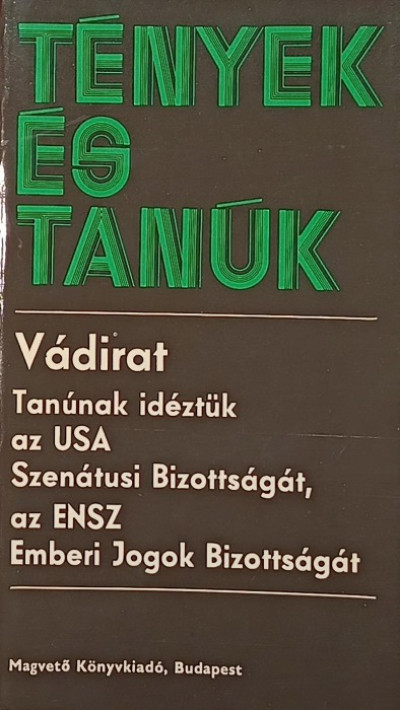 TÉNYEK
ÉS
TANÚK
Vádirat
Tanúnak idéztük
az USA
Szenátusi Bizottságát,
az ENSZ
Emberi Jogok Bizottságát
Magvető Könyvkiadó, Budapest